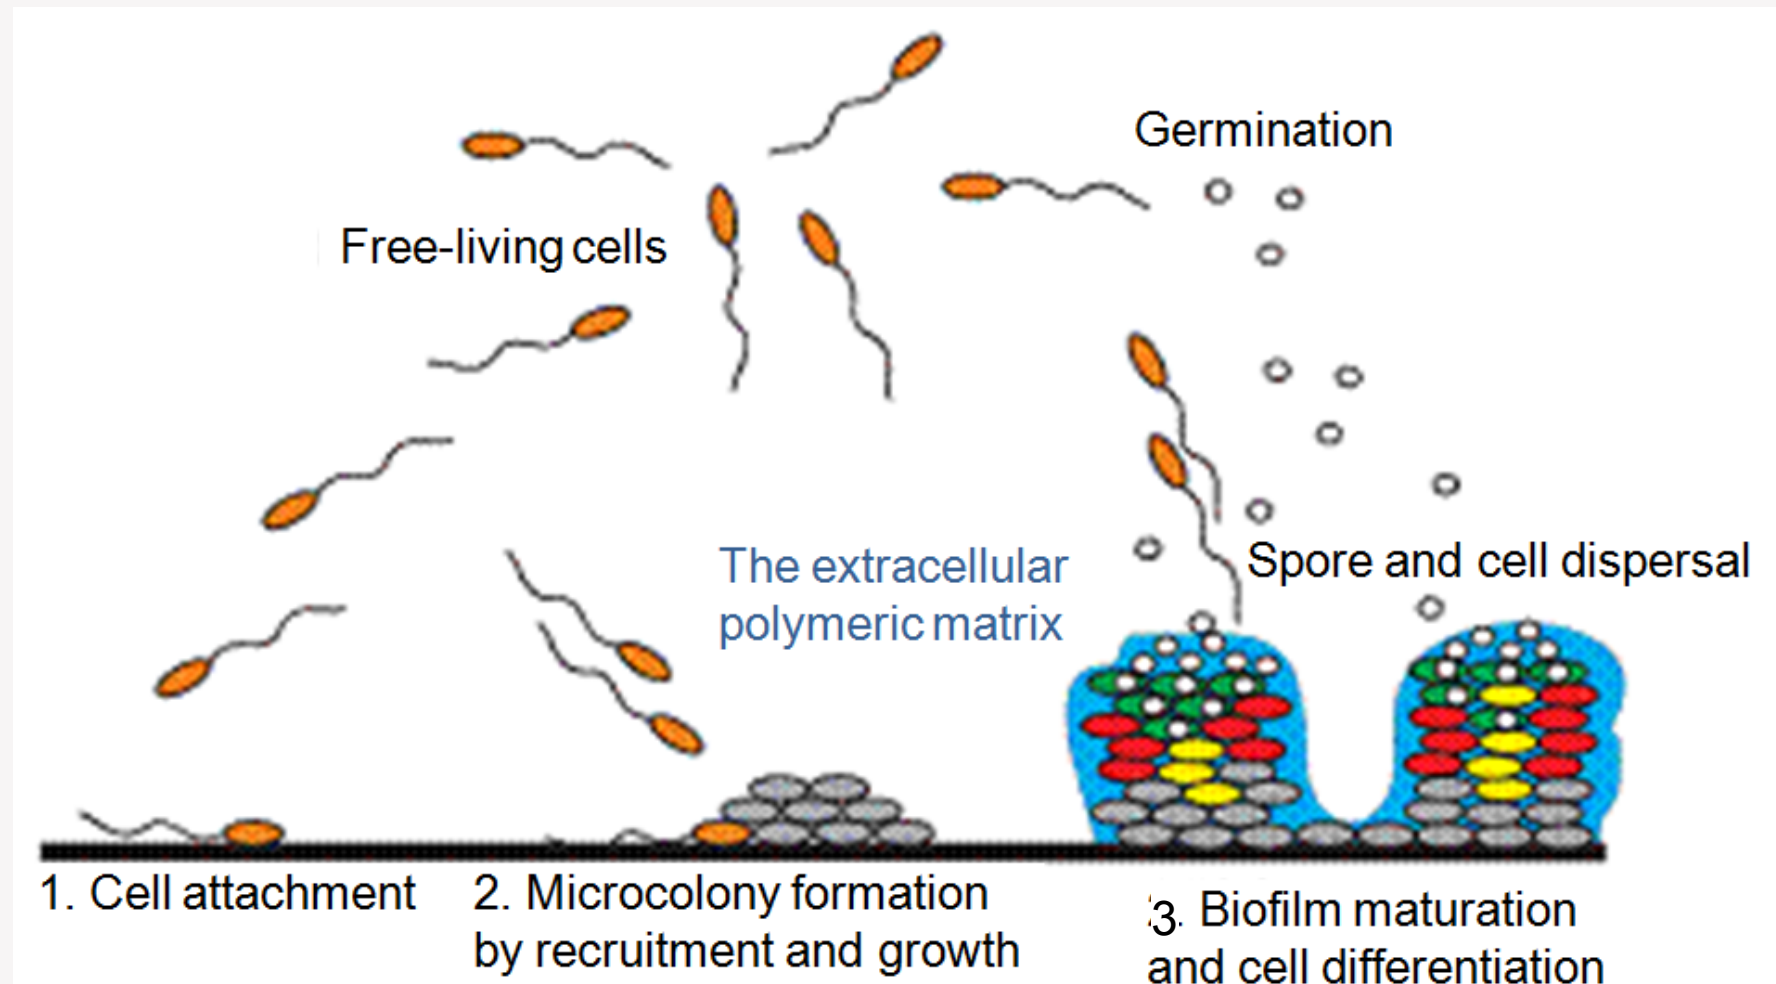 Germination
Free-living cells
The extracellular
polymeric matrix
Spore and cell dispersal
1. Cell attachment
2. Microcolony formation
by recruitment and growth
3. Biofilm maturation
and cell differentiation